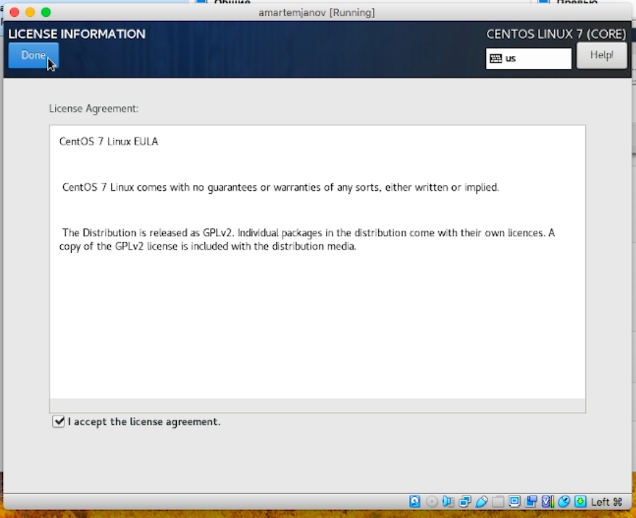 Общие
Превью
amartemjanov [Running]
LICENSE INFORMATION
CENTOS LINUX 7 (CORE)
Done
us
Help!
License Agreement:
CentOS 7 Linux EULA
CentOS 7 Linux comes with no guarantees or warranties of any sorts, either written or implied.
The Distribution is released as GPLv2. Individual packages in the distribution come with their own licences. A
copy of the GPLv2 license is included with the distribution media.
I accept the license agreement.
Left ⌘